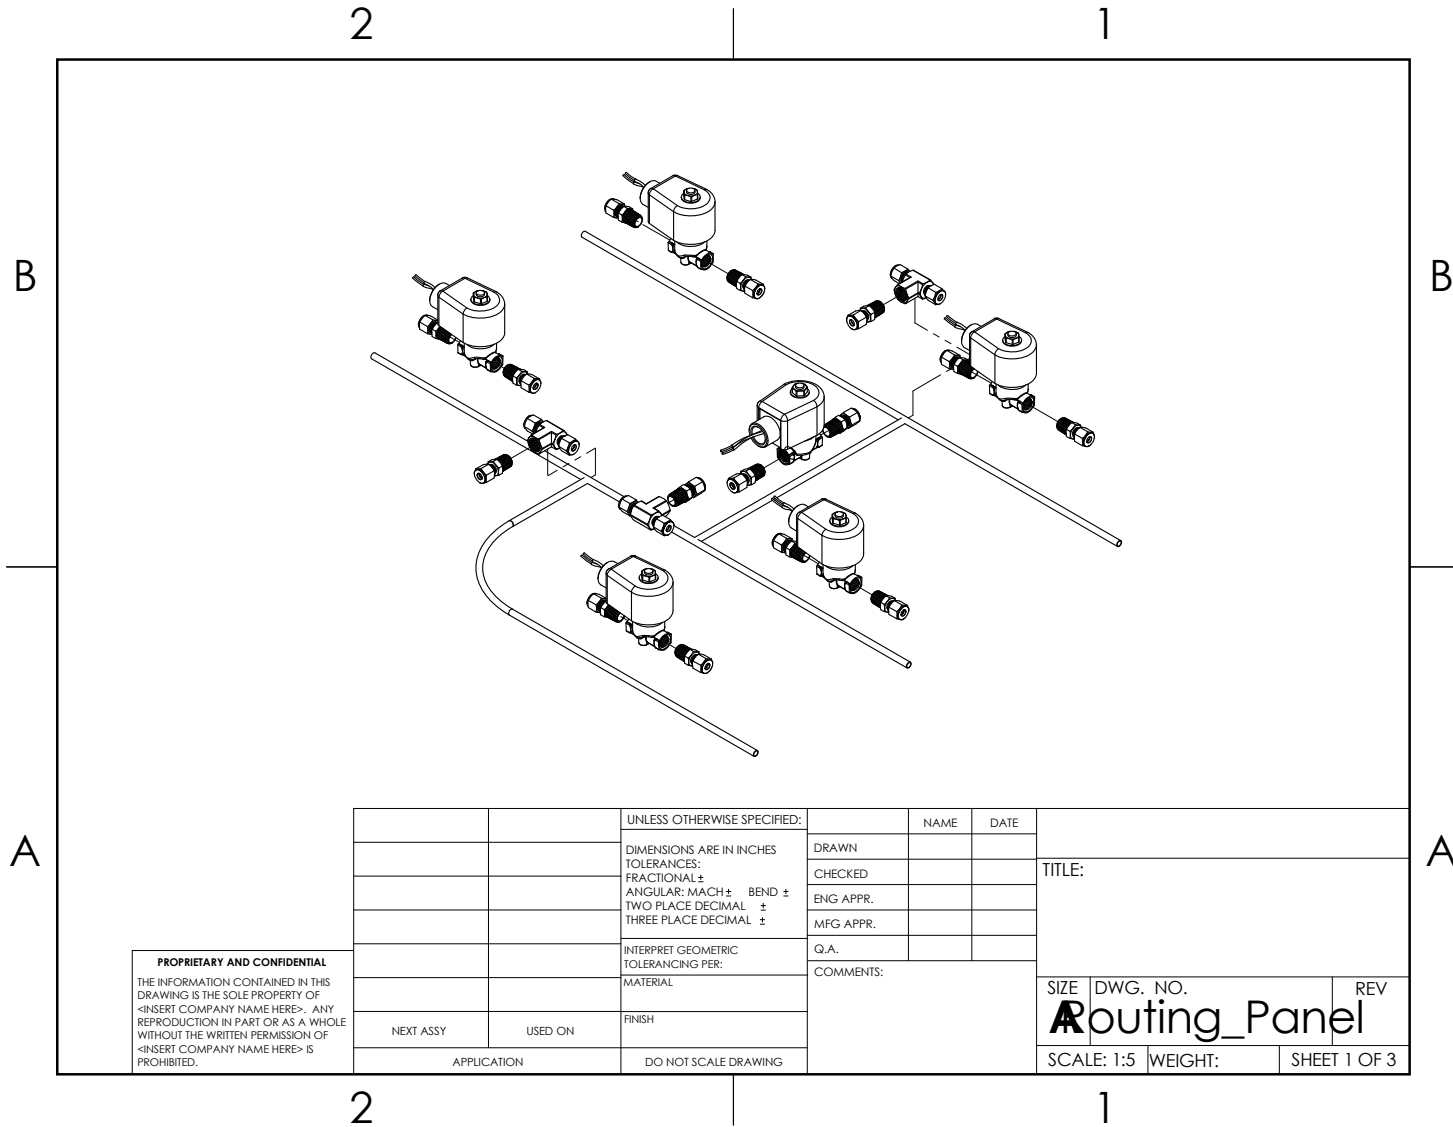 2
1
B
B
A
A
UNLESS OTHERWISE SPECIFIED:
DIMENSIONS ARE IN INCHES
TOLERANCES:
FRACTIONAL ±
ANGULAR: MACH ± BEND ±
TWO PLACE DECIMAL ±
THREE PLACE DECIMAL ±
INTERPRET GEOMETRIC
TOLERANCING PER:
MATERIAL
FINISH
DO NOT SCALE DRAWING
NAME
DATE
DRAWN
CHECKED
ENG APPR.
MFG APPR.
Q.A.
COMMENTS:
TITLE:
SIZE
DWG. NO.
REV
A
Routing_Panel
SCALE: 1:5
WEIGHT:
SHEET 1 OF 3
PROPRIETARY AND CONFIDENTIAL
THE INFORMATION CONTAINED IN THIS
DRAWING IS THE SOLE PROPERTY OF
<INSERT COMPANY NAME HERE>. ANY
REPRODUCTION IN PART OR AS A WHOLE
WITHOUT THE WRITTEN PERMISSION OF
<INSERT COMPANY NAME HERE> IS
PROHIBITED.
NEXT ASSY
USED ON
APPLICATION
2
1